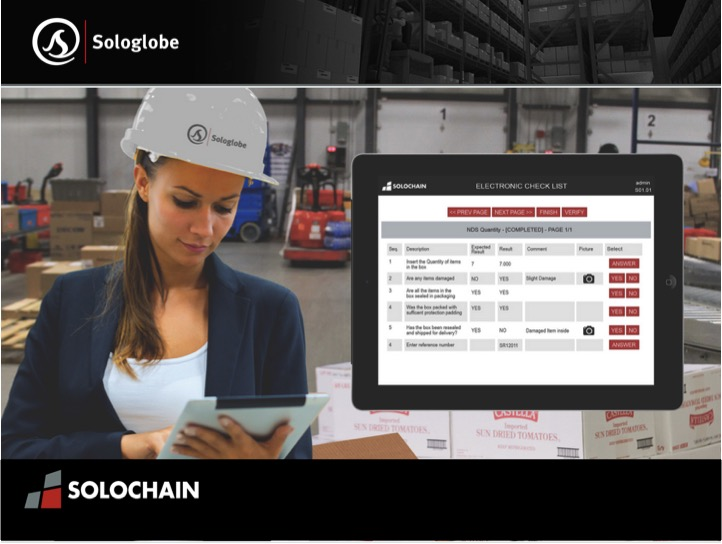 Sologlobe
Sologlobe
1
2
SOLOCHAIN
ELECTRONIC CHECK LIST
admin
S01.01
<< PREV PAGE
NEXT PAGE >>
FINISH
VERIFY
NDS Quantity - [COMPLETED] - PAGE 1/1
Seq. Description Expected Result Result Comment Picture Select
1 Insert the Quantity of items in the box 7 7.000 ANSWER
2 Are any items damaged NO YES Slight Damage YES NO
3 Are all the items in the box sealed in packaging YES YES YES NO
4 Was the box packed with sufficent protection padding YES YES YES NO
5 Has the box been resealed and shipped for delivery? YES NO Damaged Item inside YES NO
4 Enter reference number SR12011 ANSWER
CASTELLA
Imported
SUN DRIED TOMATOES
CASTELLA
Imported
SUN DRIED TOMATOES
CASTELLA
Imported
SUN DRIED TOMATOES
SOLOCHAIN